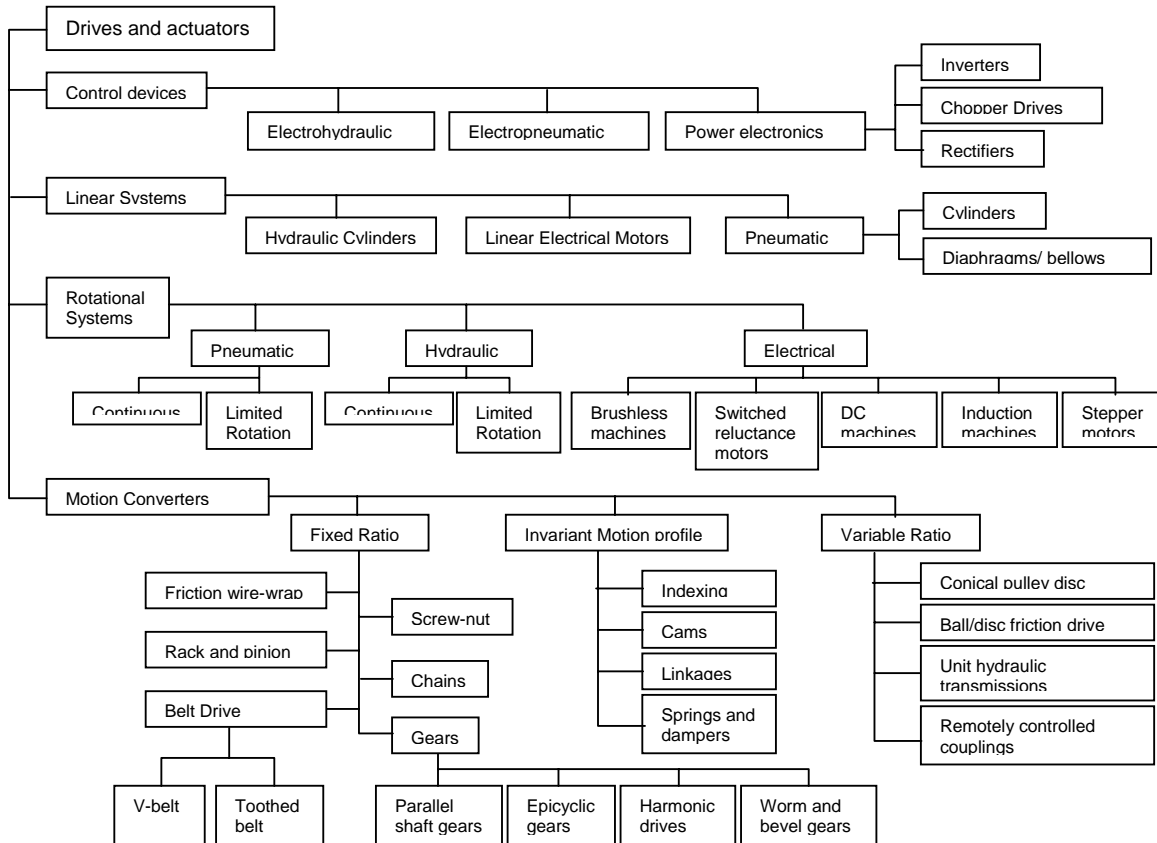 Drives and actuators
Control devices
Electrohydraulic
Electropneumatic
Power electronics
Inverters
Chopper Drives
Rectifiers
Linear Systems
Hydraulic Cylinders
Linear Electrical Motors
Pneumatic
Cylinders
Diaphragms/ bellows
Rotational
Systems
Pneumatic
Hydraulic
Electrical
Continuous
Limited
Rotation
Continuous
Limited
Rotation
Brushless
machines
Switched
reluctance
motors
DC
machines
Induction
machines
Stepper
motors
Motion Converters
Fixed Ratio
Invariant Motion profile
Variable Ratio
Friction wire-wrap
Screw-nut
Rack and pinion
Chains
Belt Drive
Gears
V-belt
Toothed
belt
Parallel
shaft gears
Epicyclic
gears
Harmonic
drives
Worm and
bevel gears
Indexing
Cams
Linkages
Springs and
dampers
Conical pulley disc
Ball/disc friction drive
Unit hydraulic
transmissions
Remotely controlled
couplings